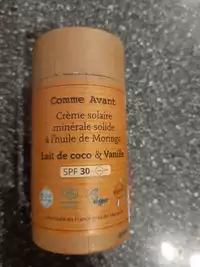 Comme Avant
Crème solaire
minérale solide
à l'huile de Moringa
Lait de coco & Vanille
SPF 30